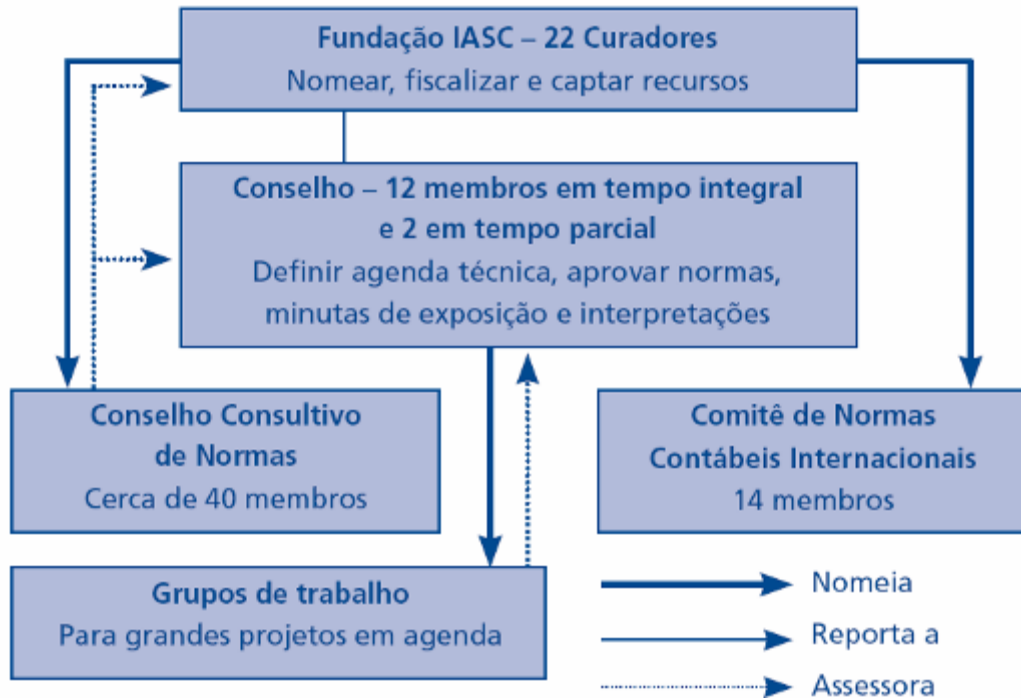 Fundação IASC – 22 Curadores
Nomear, fiscalizar e captar recursos
Conselho – 12 membros em tempo integral
e 2 em tempo parcial
Definir agenda técnica, aprovar normas,
minutas de exposição e interpretações
Conselho Consultivo
de Normas
Cerca de 40 membros
Comitê de Normas
Contábeis Internacionais
14 membros
Grupos de trabalho
Para grandes projetos em agenda
Nomeia
Reporta a
Assessora